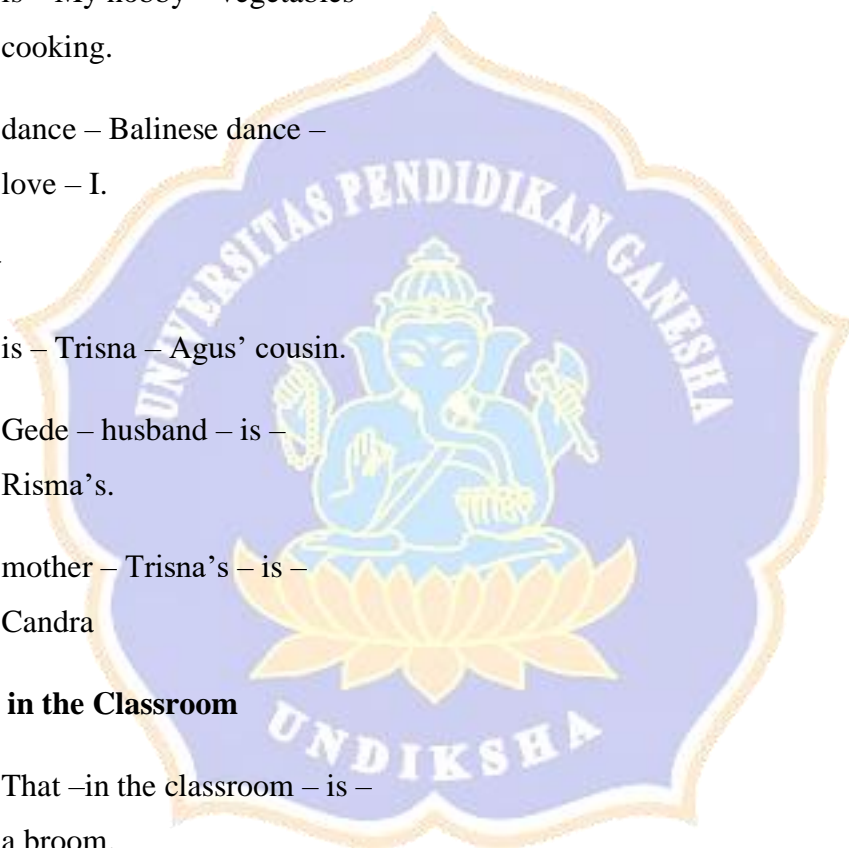 is – My hobby – vegetables
cooking.
dance – Balinese dance –
love – I.
UNIVERSITAS PENDIDIKAN GANESHA
is – Trisna – Agus’ cousin.
Gede – husband – is –
Risma’s.
mother – Trisna’s – is –
Candra
in the Classroom
UNDIKSHA
That –in the classroom – is –
a broom.